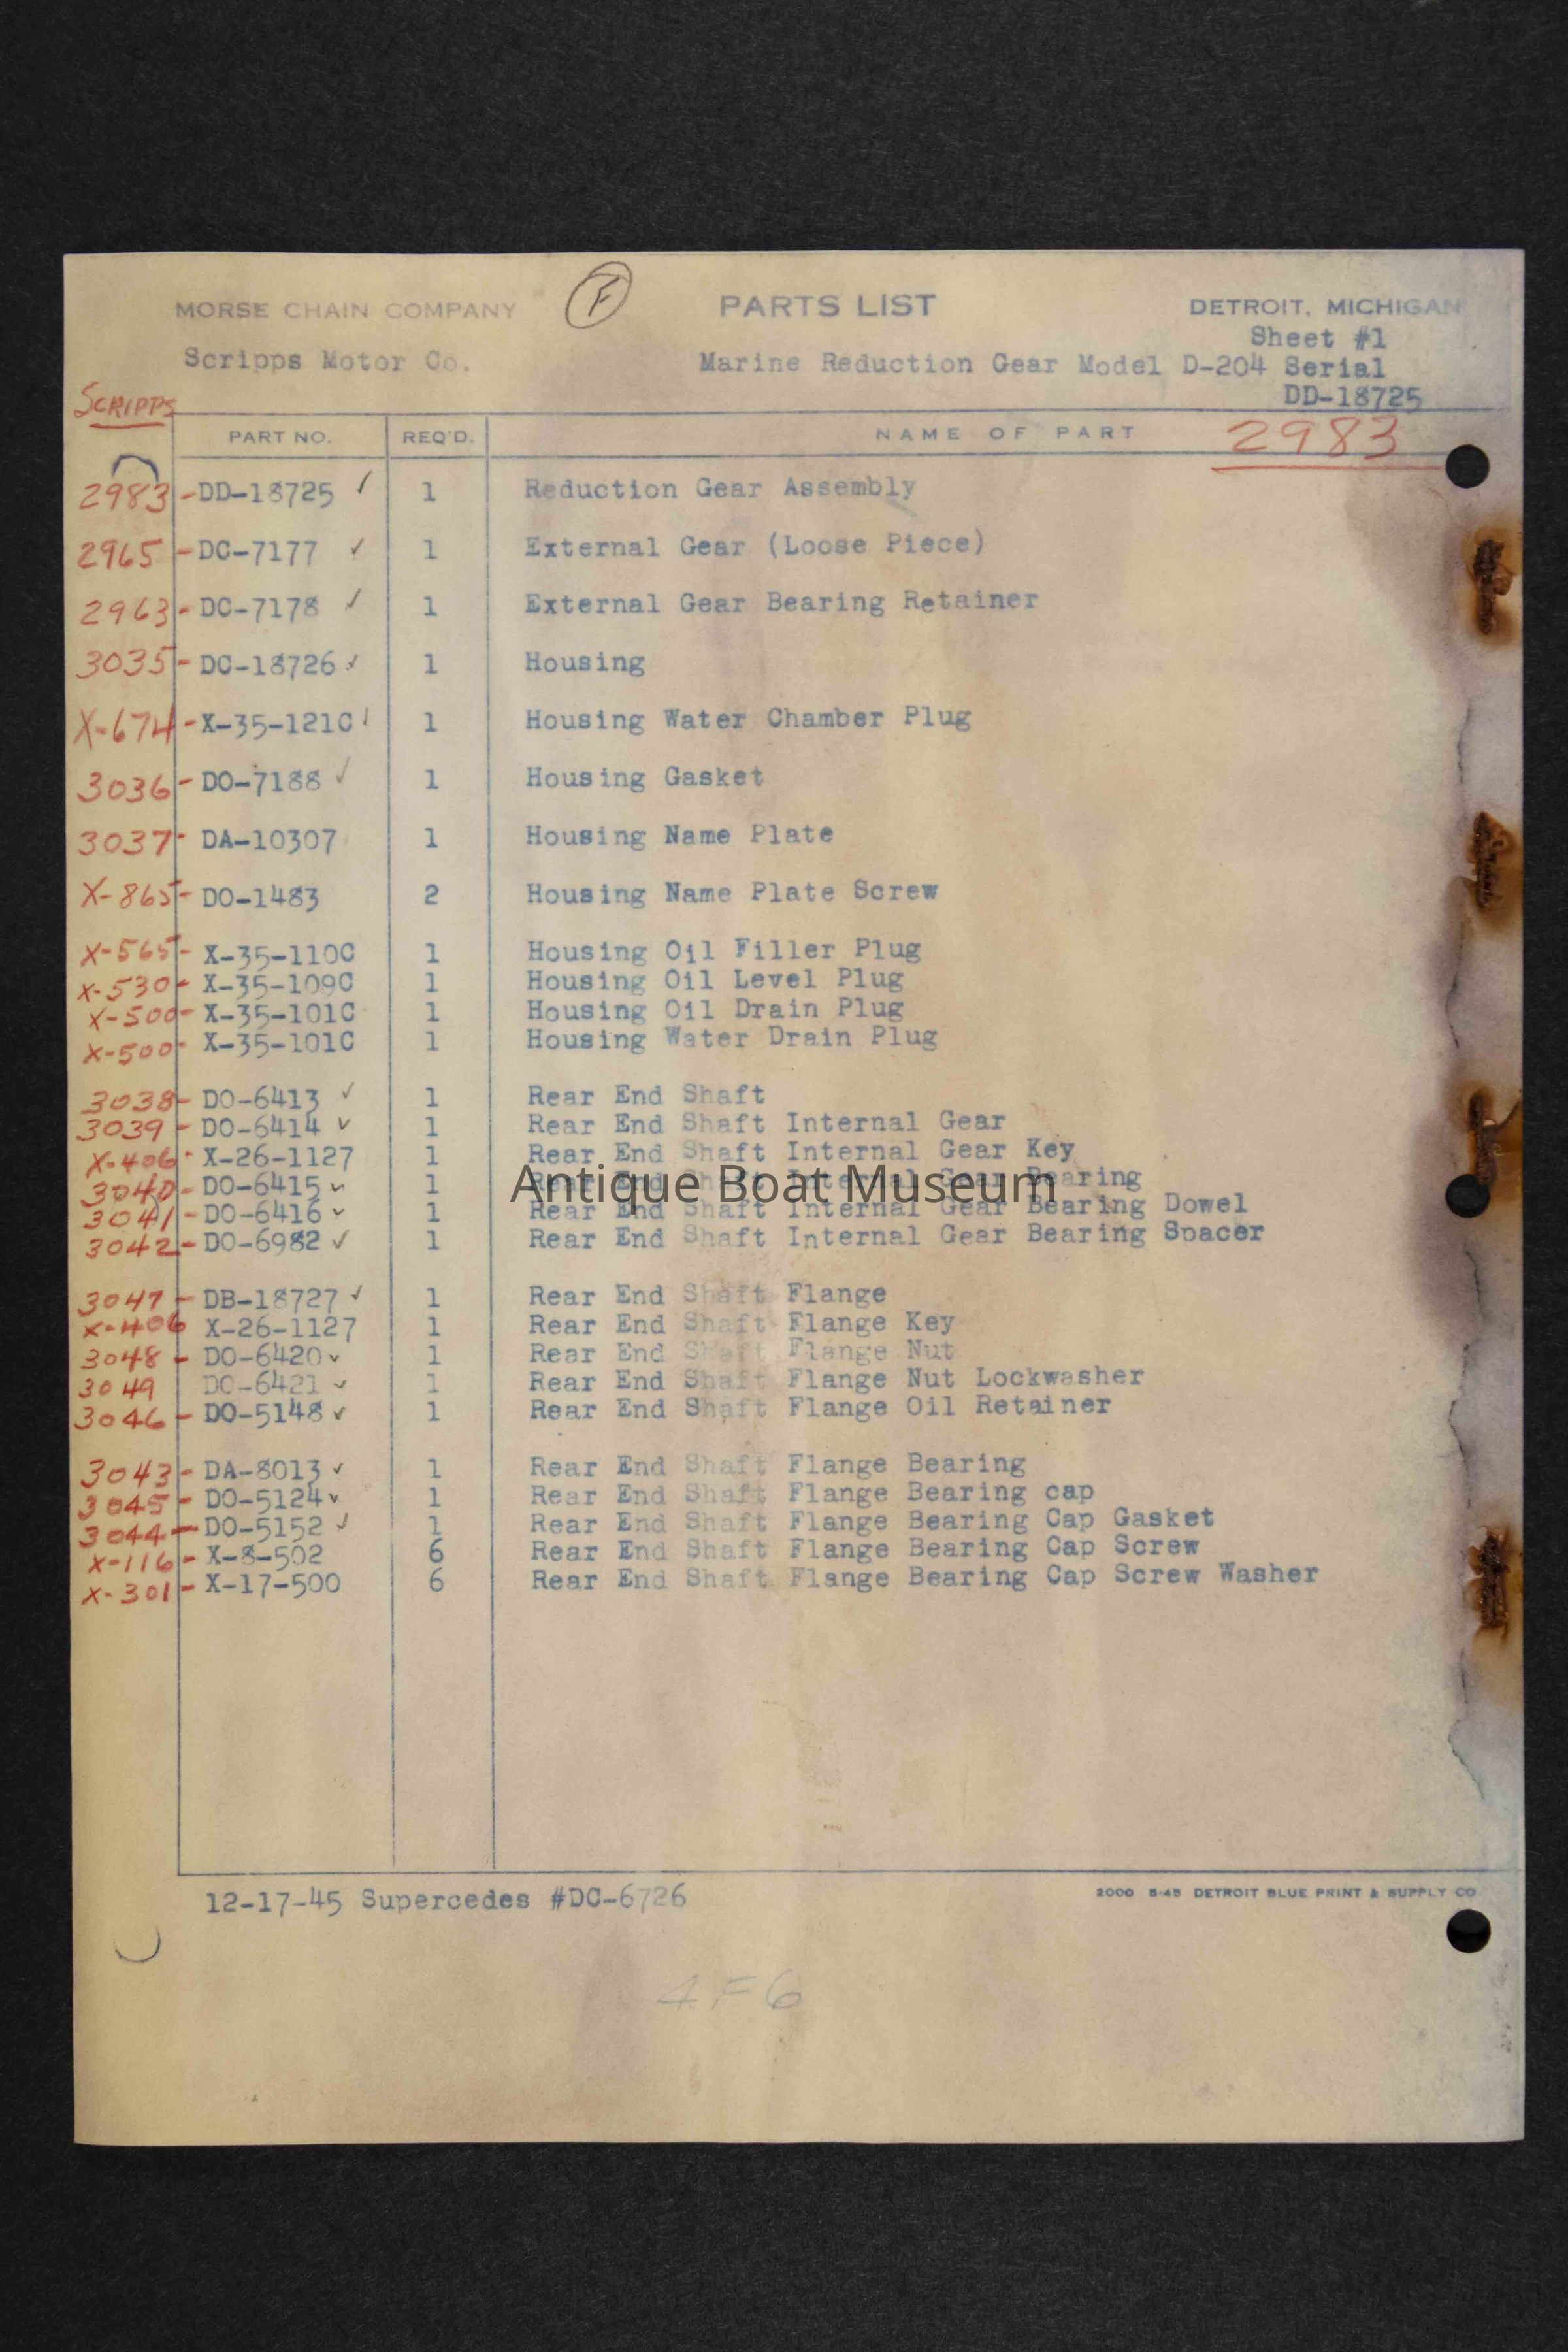 MORSE CHAIN COMPANY F PARTS LIST DETROIT, MICHIGAN
Sheet #1
Scripps Motor Co. Marine Reduction Gear Model D-204 Serial
DD-18725
SCRIPPS
PART NO. REQ'D. NAME OF PART 2983
2983 - DD-18725 ✓ 1 Reduction Gear Assembly
2965 - DC-7177 ✓ 1 External Gear (Loose Piece)
2963 - DC-7178 ✓ 1 External Gear Bearing Retainer
3035 - DC-18726 ✓ 1 Housing
X-674 - X-35-121C ✓ 1 Housing Water Chamber Plug
3036 - DO-7188 ✓ 1 Housing Gasket
3037 - DA-10307 1 Housing Name Plate
X-865 - DO-1483 2 Housing Name Plate Screw
X-565 - X-35-110C 1 Housing Oil Filler Plug
X-530 - X-35-109C 1 Housing Oil Level Plug
X-500 - X-35-101C 1 Housing Oil Drain Plug
X-500 - X-35-101C 1 Housing Water Drain Plug
3038 - DO-6413 ✓ 1 Rear End Shaft
3039 - DO-6414 ✓ 1 Rear End Shaft Internal Gear
X-406 - X-26-1127 1 Rear End Shaft Internal Gear Key
3040 - DO-6415 ✓ 1 Rear End Shaft Internal Gear Bearing
Antique Boat Museum
3041 - DO-6416 ✓ 1 Rear End Shaft Internal Gear Bearing Dowel
3042 - DO-6982 ✓ 1 Rear End Shaft Internal Gear Bearing Spacer
3047 - DB-18727 ✓ 1 Rear End Shaft Flange
X-406 X-26-1127 1 Rear End Shaft Flange Key
3048 - DO-6420 ✓ 1 Rear End Shaft Flange Nut
3049 DO-6421 ✓ 1 Rear End Shaft Flange Nut Lockwasher
3046 - DO-5148 ✓ 1 Rear End Shaft Flange Oil Retainer
3043 - DA-8013 ✓ 1 Rear End Shaft Flange Bearing
3045 - DO-5124 ✓ 1 Rear End Shaft Flange Bearing cap
3044 - DO-5152 ✓ 1 Rear End Shaft Flange Bearing Cap Gasket
X-116 - X-8-502 6 Rear End Shaft Flange Bearing Cap Screw
X-301 - X-17-500 6 Rear End Shaft Flange Bearing Cap Screw Washer
12-17-45 Supercedes #DC-6726 2000 5-45 DETROIT BLUE PRINT & SUPPLY CO
4F6